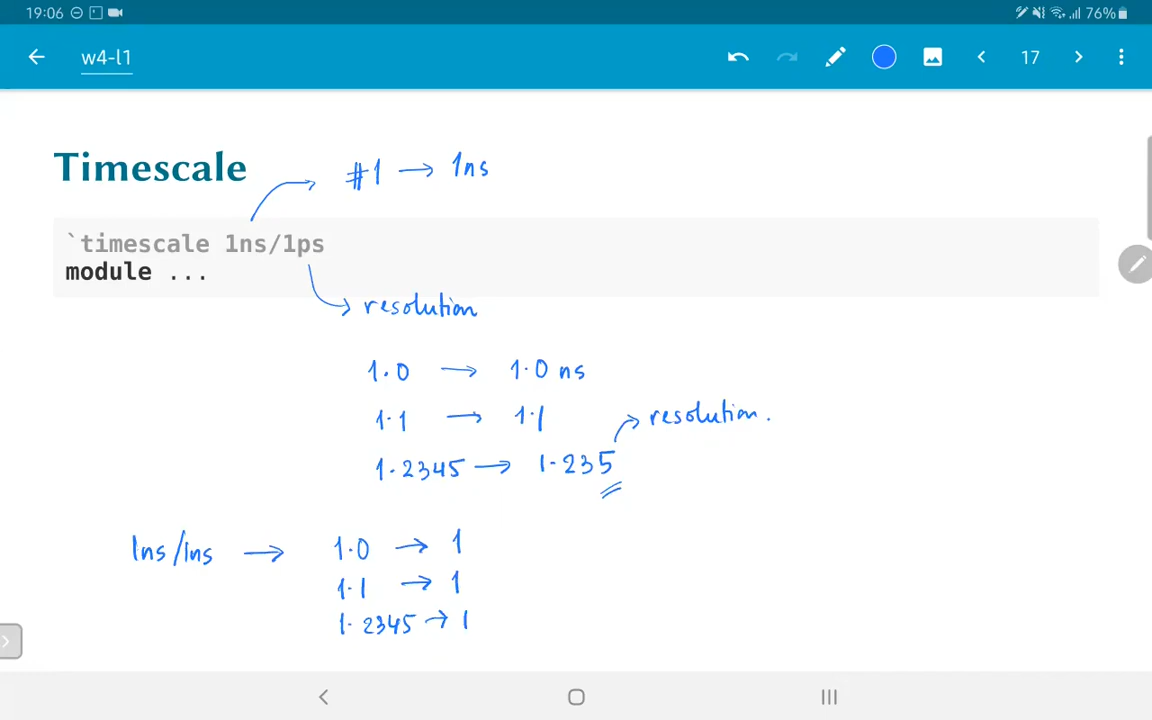 19:06 76%
w4-l1 17
Timescale #1 → 1ns
`timescale 1ns/1ps
module ...
resolution
1.0 → 1.0 ns
1.1 → 1.1
resolution.
1.2345 → 1.235
1ns/1ns → 1.0 → 1
1.1 → 1
1.2345 → 1